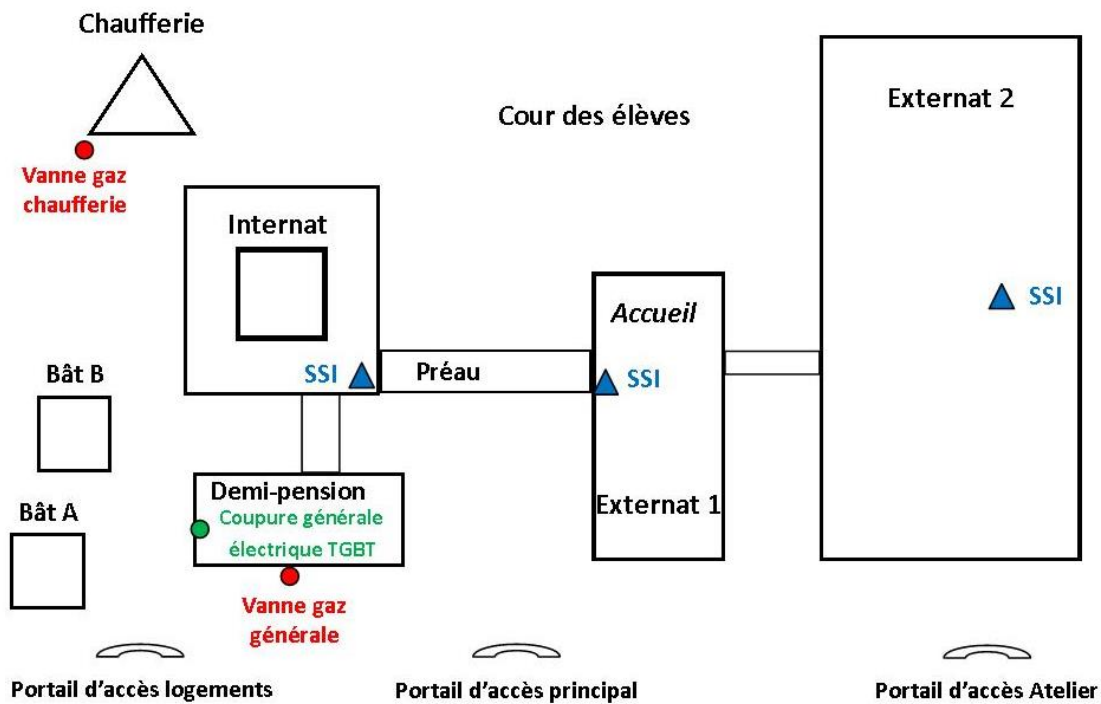 Chaufferie
Cour des élèves
Externat 2
Vanne gaz
chaufferie
Internat
Accueil
SSI
Bât B
SSI
Préau
SSI
Demi-pension
Coupure générale
électrique TGBT
Externat 1
Bât A
Vanne gaz
générale
Portail d'accès logements
Portail d'accès principal
Portail d'accès Atelier